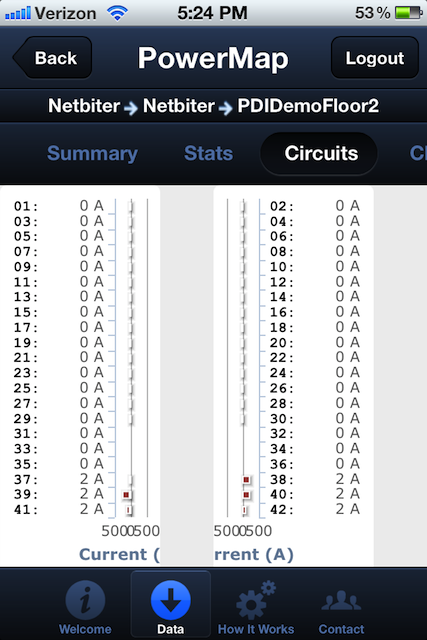 Verizon 5:24 PM 53 %
Back PowerMap Logout
Netbiter Netbiter PDIDemoFloor2
Summary Stats Circuits
01: 0 A 02: 0 A
03: 0 A 04: 0 A
05: 0 A 06: 0 A
07: 0 A 08: 0 A
09: 0 A 10: 0 A
11: 0 A 12: 0 A
13: 0 A 14: 0 A
15: 0 A 16: 0 A
17: 0 A 18: 0 A
19: 0 A 20: 0 A
21: 0 A 22: 0 A
23: 0 A 24: 0 A
25: 0 A 26: 0 A
27: 0 A 28: 0 A
29: 0 A 30: 0 A
31: 0 A 32: 0 A
33: 0 A 34: 0 A
35: 0 A 36: 0 A
37: 2 A 38: 2 A
39: 2 A 40: 2 A
41: 2 A 42: 2 A
500 0 500 500 0 500
Current ( rrent (A)
Welcome Data How It Works Contact